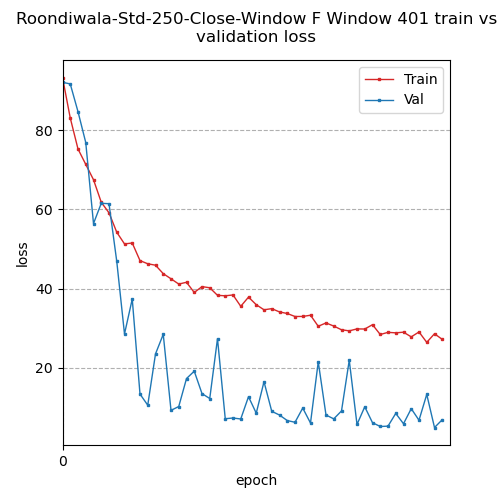 Roondiwala-Std-250-Close-Window F Window 401 train vs
validation loss
Train
Val
80
60
40
20
loss
0
epoch